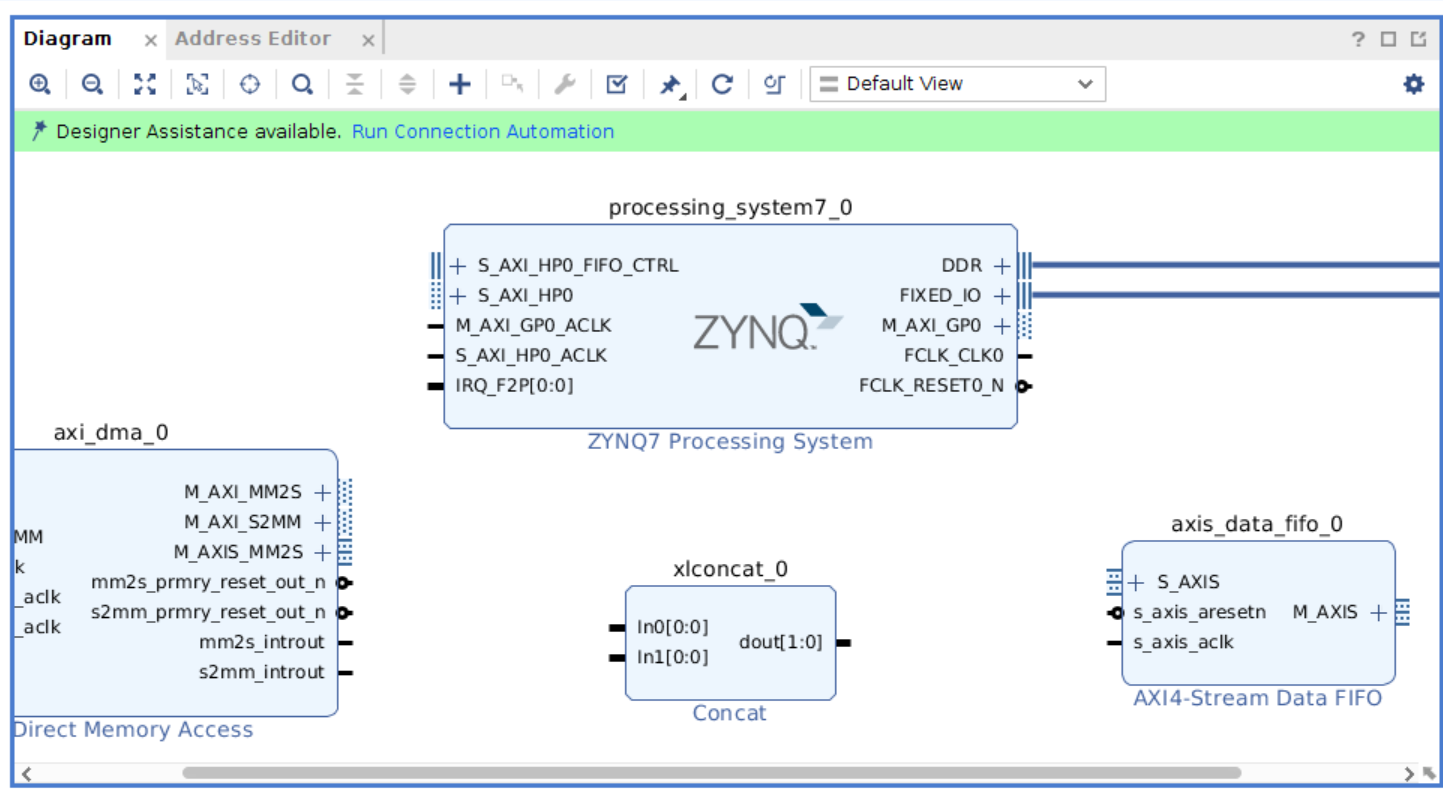 Diagram × Address Editor ×
Default View
Designer Assistance available. Run Connection Automation
processing_system7_0
S_AXI_HP0_FIFO_CTRL
S_AXI_HP0
M_AXI_GP0_ACLK
S_AXI_HP0_ACLK
IRQ_F2P[0:0]
ZYNQ
DDR
FIXED_IO
M_AXI_GP0
FCLK_CLK0
FCLK_RESET0_N
ZYNQ7 Processing System
axi_dma_0
MM
k
_aclk
_aclk
M_AXI_MM2S
M_AXI_S2MM
M_AXIS_MM2S
mm2s_prmry_reset_out_n
s2mm_prmry_reset_out_n
mm2s_introut
s2mm_introut
Direct Memory Access
xlconcat_0
In0[0:0]
In1[0:0]
dout[1:0]
Concat
axis_data_fifo_0
S_AXIS
s_axis_aresetn
s_axis_aclk
M_AXIS
AXI4-Stream Data FIFO